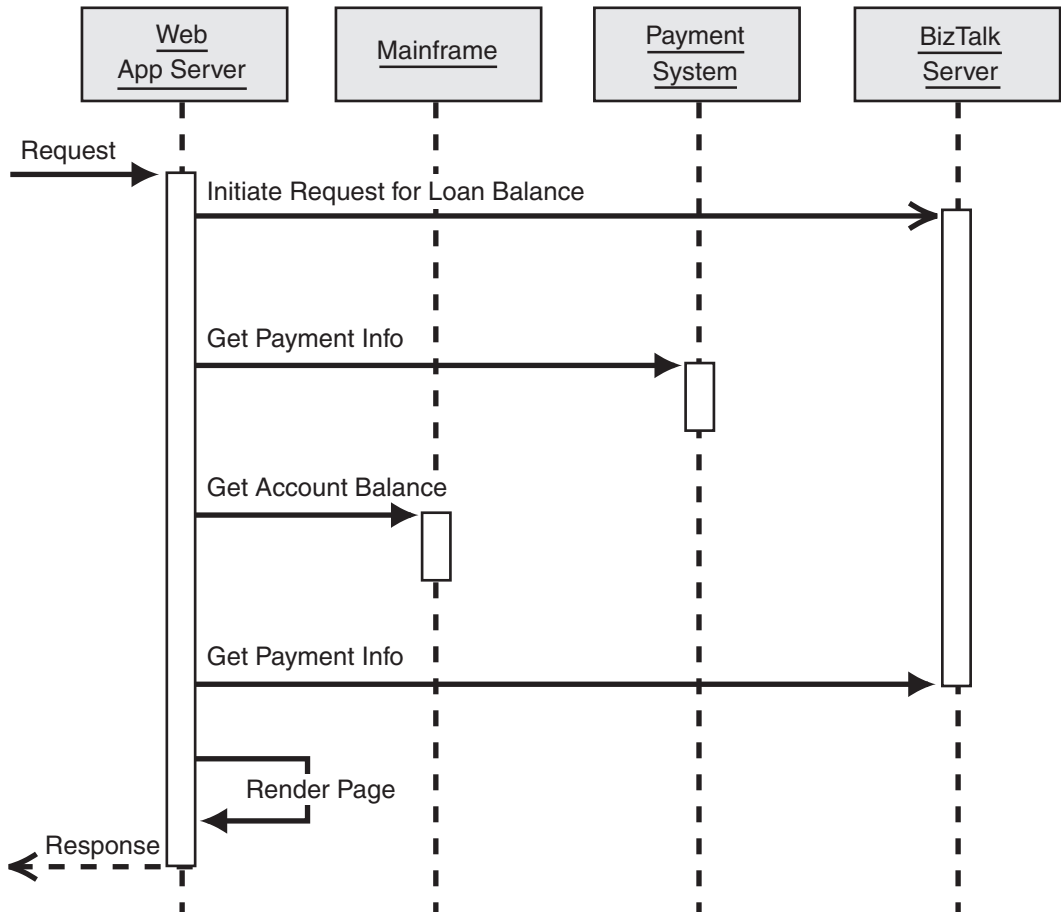 Web
App Server
Mainframe
Payment
System
BizTalk
Server
Request
Initiate Request for Loan Balance
Get Payment Info
Get Account Balance
Get Payment Info
Render Page
Response